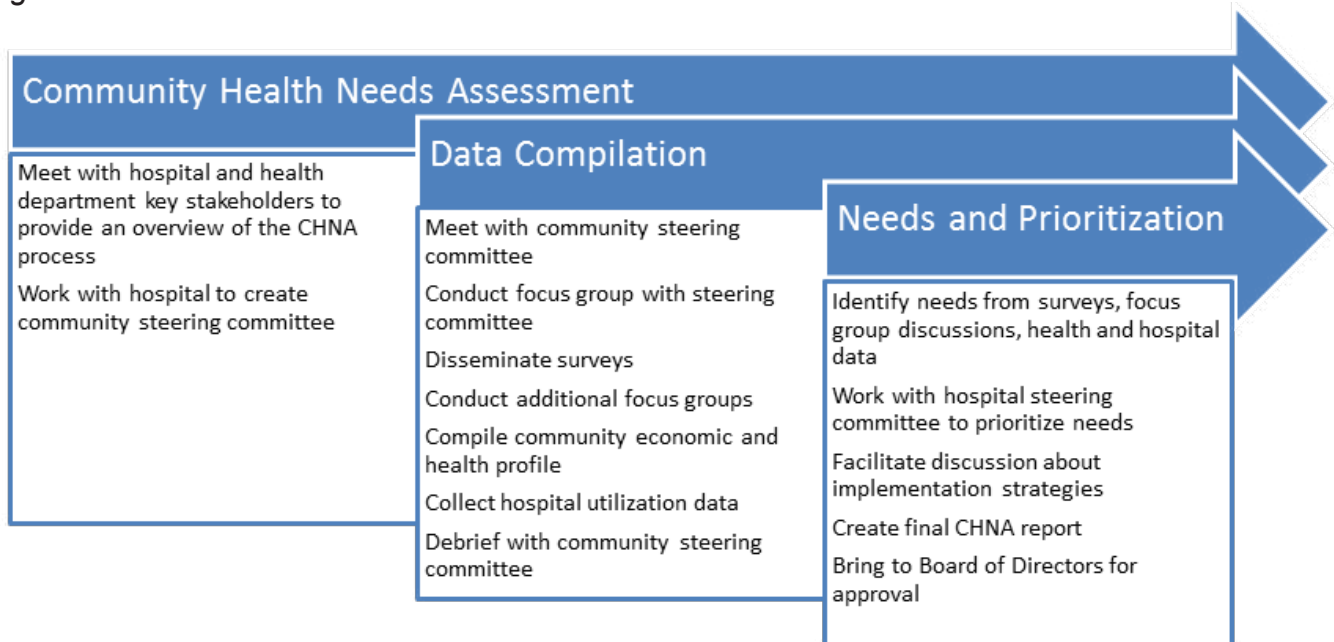 Community Health Needs Assessment
Meet with hospital and health
department key stakeholders to
provide an overview of the CHNA
process
Work with hospital to create
community steering committee
Data Compilation
Meet with community steering
committee
Conduct focus group with steering
committee
Disseminate surveys
Conduct additional focus groups
Compile community economic and
health profile
Collect hospital utilization data
Debrief with community steering
committee
Needs and Prioritization
Identify needs from surveys, focus
group discussions, health and hospital
data
Work with hospital steering
committee to prioritize needs
Facilitate discussion about
implementation strategies
Create final CHNA report
Bring to Board of Directors for
approval